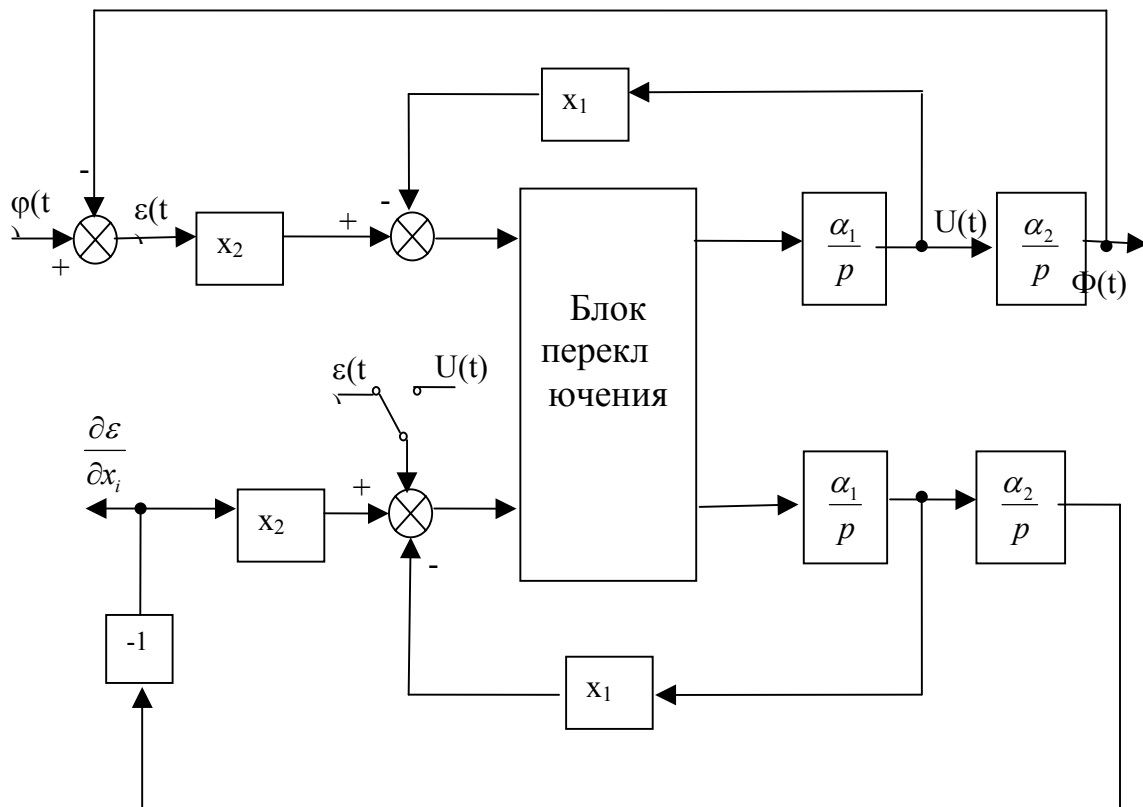 x₁
-
-
φ(t
ε(t
+
x₂
+
α₁
p
U(t)
α₂
p
Φ(t)
Блок
перекл
ючения
ε(t
U(t)
∂ε
∂xᵢ
x₂
+
-
α₁
p
α₂
p
-1
x₁